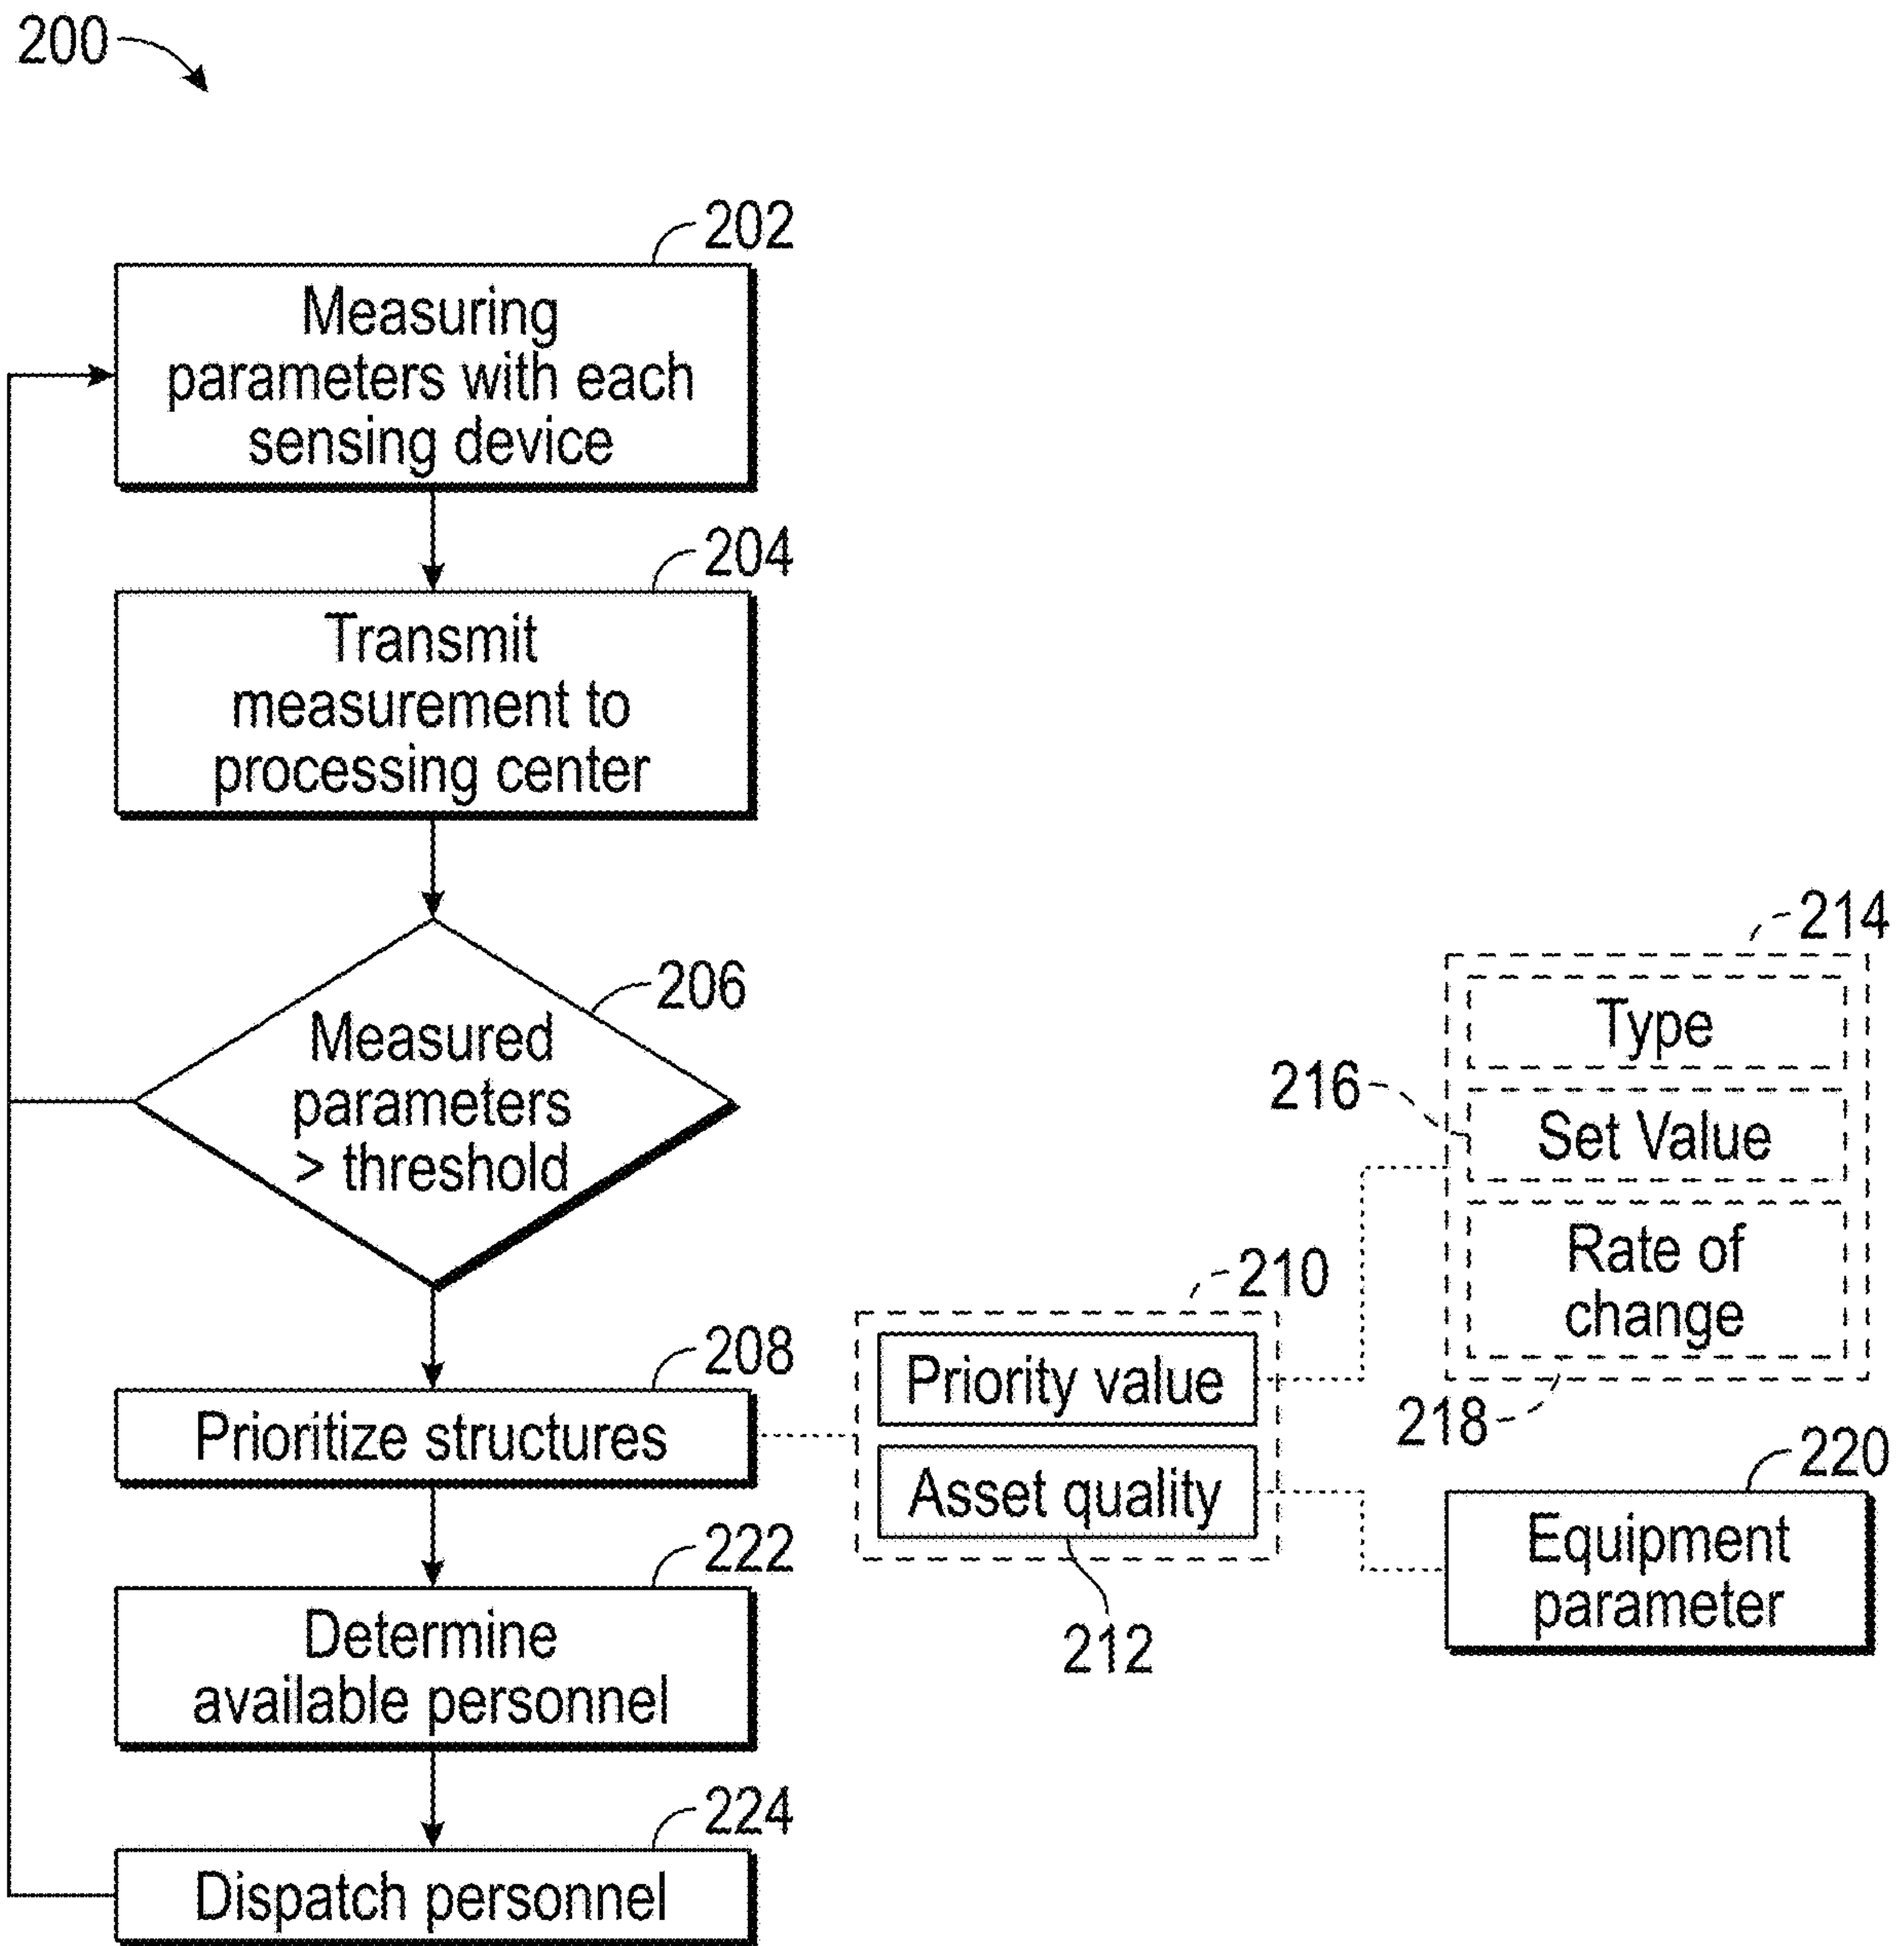 200
202
Measuring
parameters with each
sensing device
204
Transmit
measurement to
processing center
206
Measured
parameters
> threshold
208
Prioritize structures
210
Priority value
Asset quality
212
214
Type
216
Set Value
Rate of
change
218
220
Equipment
parameter
222
Determine
available personnel
224
Dispatch personnel